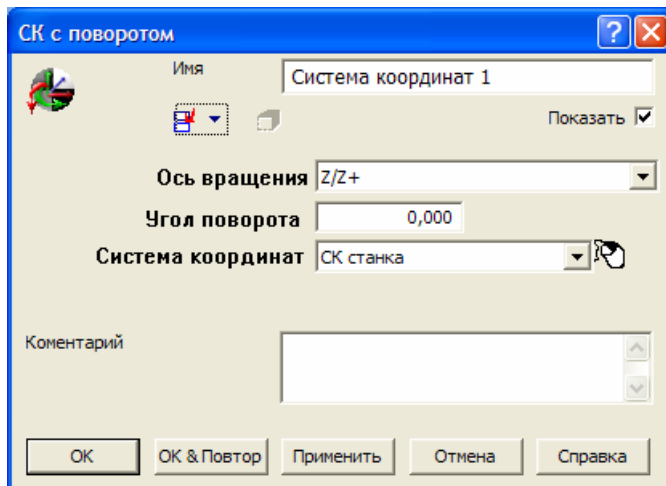 СК с поворотом
Имя
Система координат 1
Показать
Ось вращения Z/Z+
Угол поворота 0,000
Система координат СК станка
Коментарий
OK OK & Повтор Применить Отмена Справка